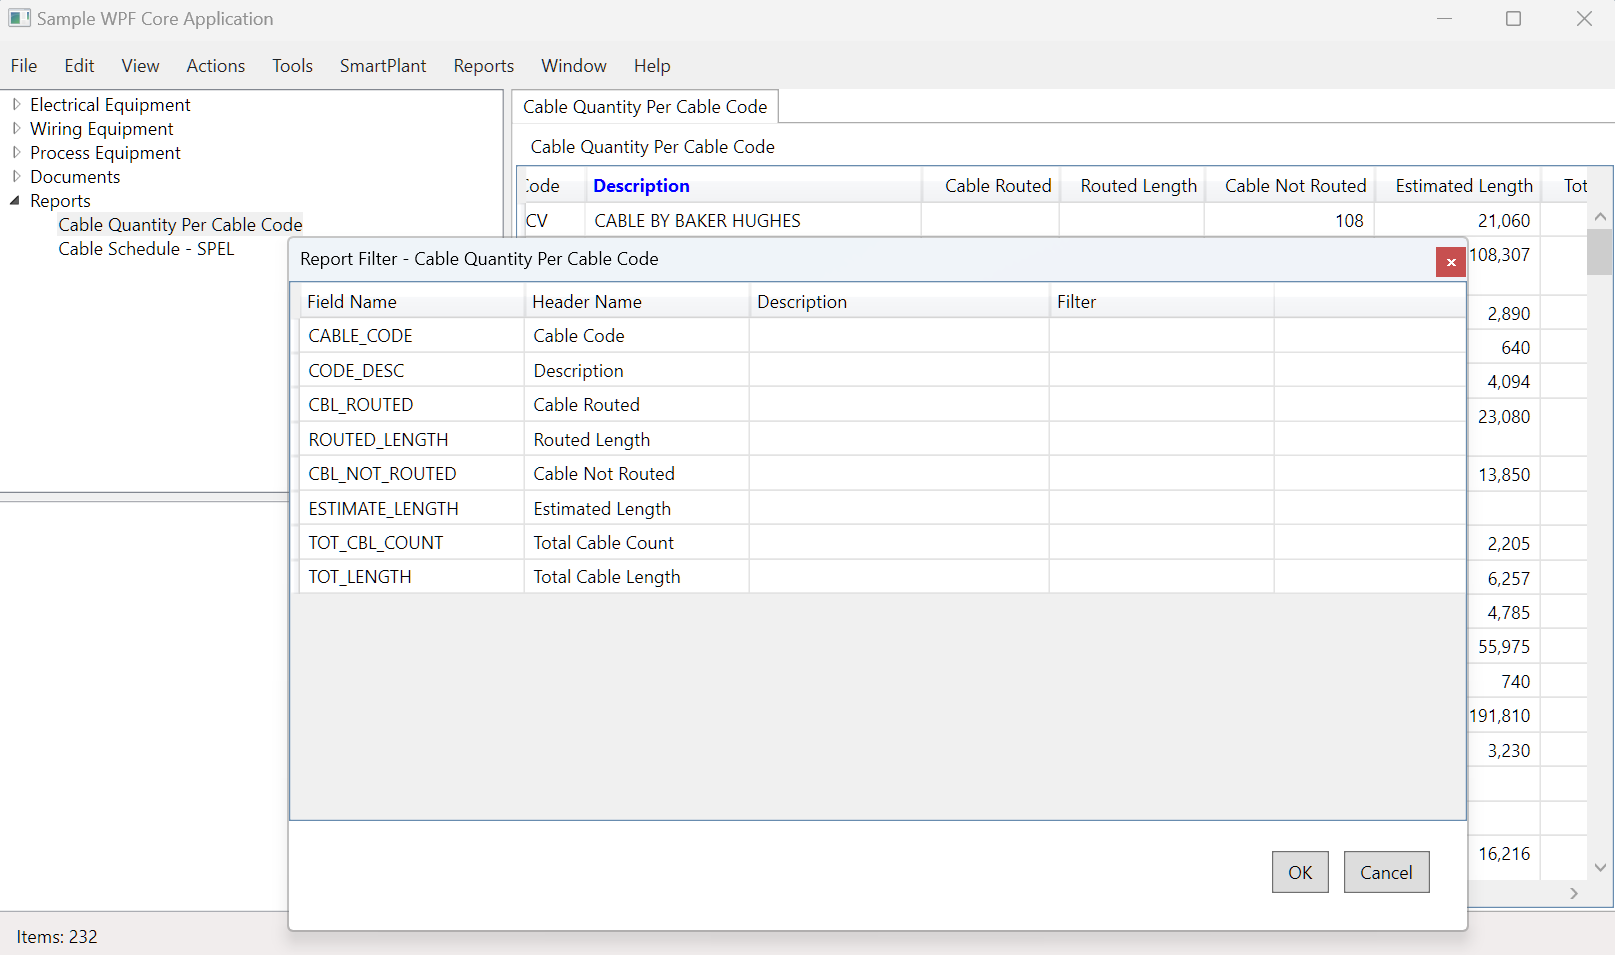 Sample WPF Core Application
File Edit View Actions Tools SmartPlant Reports Window Help
Electrical Equipment
Wiring Equipment
Process Equipment
Documents
Reports
Cable Quantity Per Cable Code
Cable Schedule - SPEL
Cable Quantity Per Cable Code
Cable Quantity Per Cable Code
Code Description Cable Routed Routed Length Cable Not Routed Estimated Length Tot
CV CABLE BY BAKER HUGHES 108 21,060
108,307
2,890
640
4,094
23,080
13,850
2,205
6,257
4,785
55,975
740
191,810
3,230
16,216
Report Filter - Cable Quantity Per Cable Code
Field Name Header Name Description Filter
CABLE_CODE Cable Code
CODE_DESC Description
CBL_ROUTED Cable Routed
ROUTED_LENGTH Routed Length
CBL_NOT_ROUTED Cable Not Routed
ESTIMATE_LENGTH Estimated Length
TOT_CBL_COUNT Total Cable Count
TOT_LENGTH Total Cable Length
OK Cancel
Items: 232